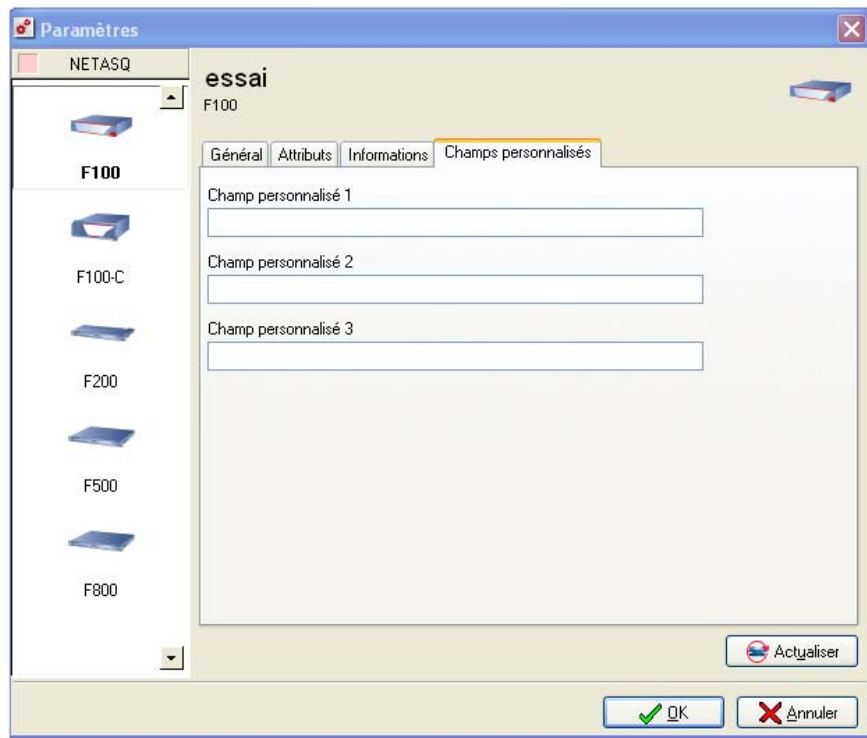 Paramètres
NETASQ
F100
F100-C
F200
F500
F800
essai
F100
Général
Attributs
Informations
Champs personnalisés
Champ personnalisé 1
Champ personnalisé 2
Champ personnalisé 3
Actualiser
OK
Annuler